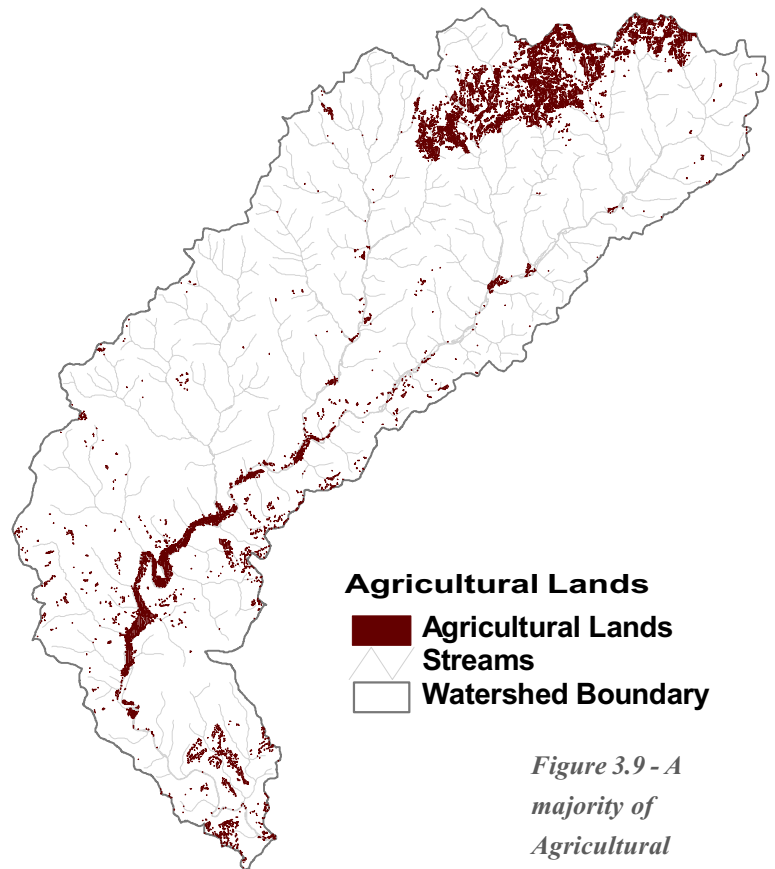 Agricultural Lands
Agricultural Lands
Streams
Watershed Boundary
Figure 3.9 - A
majority of
Agricultural